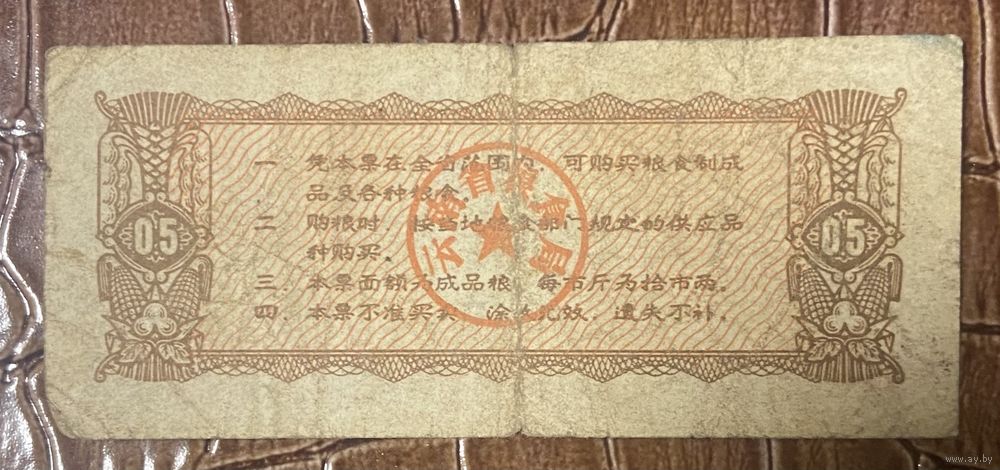 一. 凭本票在全省范围内. 可购买粮食制成
品及各种粮食。
二. 购粮时. 按当地粮食部门规定的供应品
种购买。
三. 本票面额为成品粮. 每市斤为拾市两。
四. 本票不准买卖. 涂改无效. 遗失不补.
05
05
云南省粮食局
www.ay.by